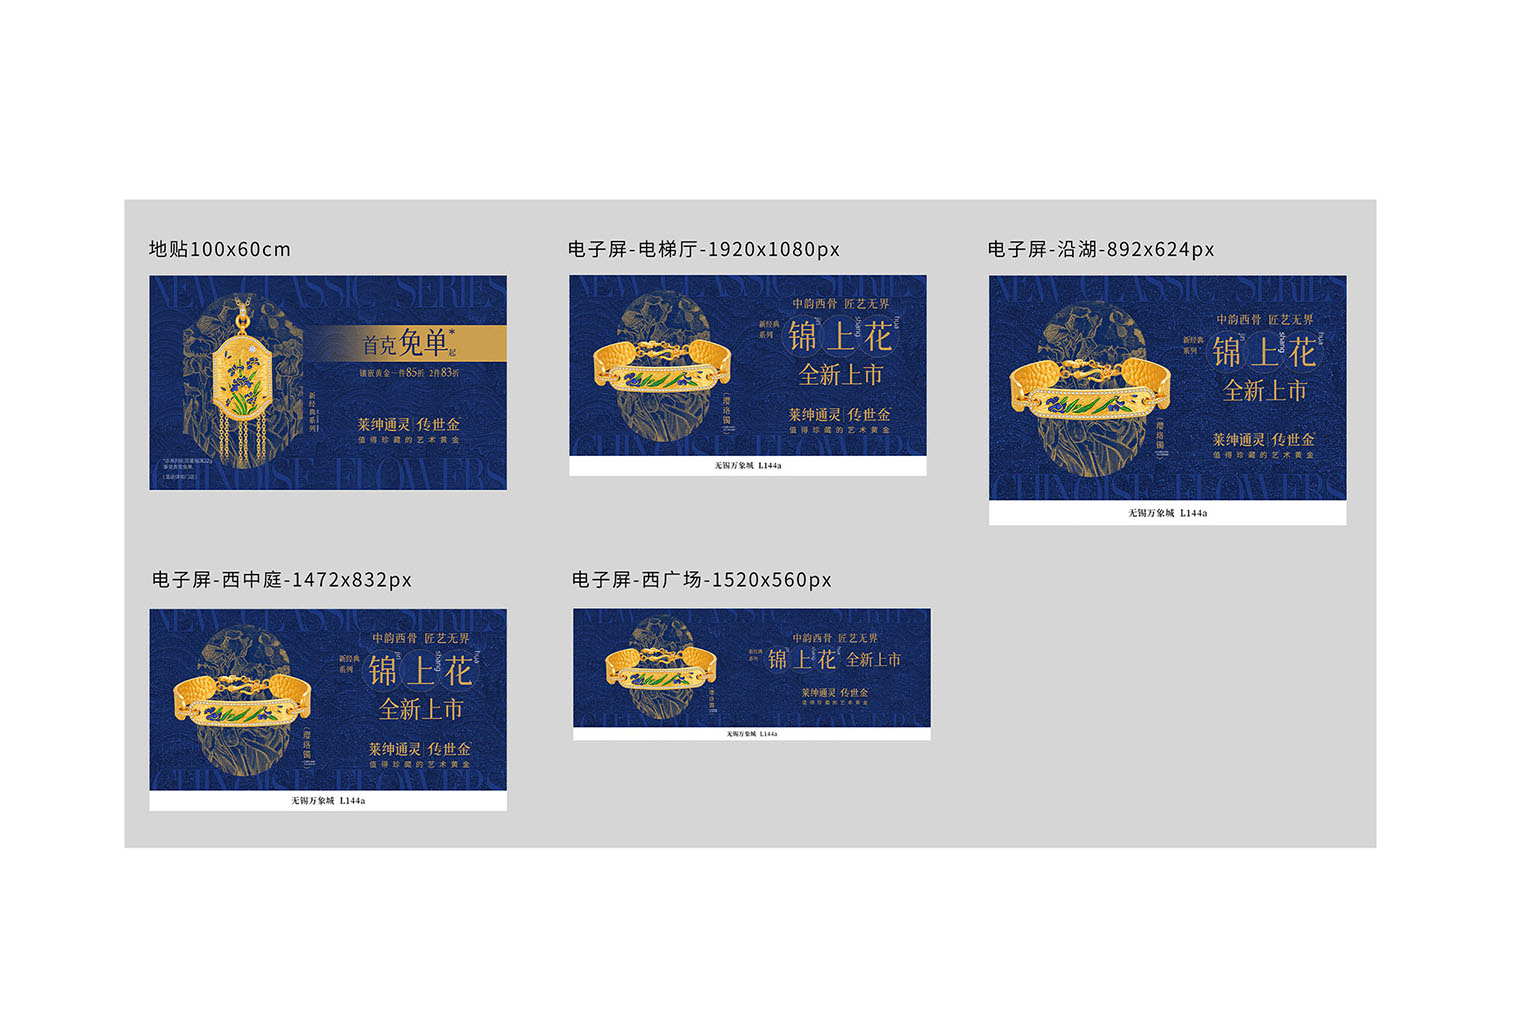 地贴100x60cm
NEW CLASSIC SERIES
首克免单*起
镶嵌黄金一件85折 2件83折
新经典系列
莱绅通灵|传世金
值得珍藏的艺术黄金
(活动详询门店)
CHINOISE FLOWERS
电子屏-电梯厅-1920x1080px
NEW CLASSIC SERIES
中韵西骨 匠艺无界
新经典系列
锦上花
jin shang hua
全新上市
(璎珞镯)
莱绅通灵|传世金
值得珍藏的艺术黄金
CHINOISE FLOWERS
无锡万象城 L144a
电子屏-沿湖-892x624px
NEW CLASSIC SERIES
中韵西骨 匠艺无界
新经典系列
锦上花
jin shang hua
全新上市
(璎珞镯)
莱绅通灵|传世金
值得珍藏的艺术黄金
CHINOISE FLOWERS
无锡万象城 L144a
电子屏-西中庭-1472x832px
NEW CLASSIC SERIES
中韵西骨 匠艺无界
新经典系列
锦上花
jin shang hua
全新上市
(璎珞镯)
莱绅通灵|传世金
值得珍藏的艺术黄金
CHINOISE FLOWERS
无锡万象城 L144a
电子屏-西广场-1520x560px
NEW CLASSIC SERIES
中韵西骨 匠艺无界
新经典系列
锦上花 全新上市
(璎珞镯)
莱绅通灵|传世金
值得珍藏的艺术黄金
CHINOISE FLOWERS
无锡万象城 L144a